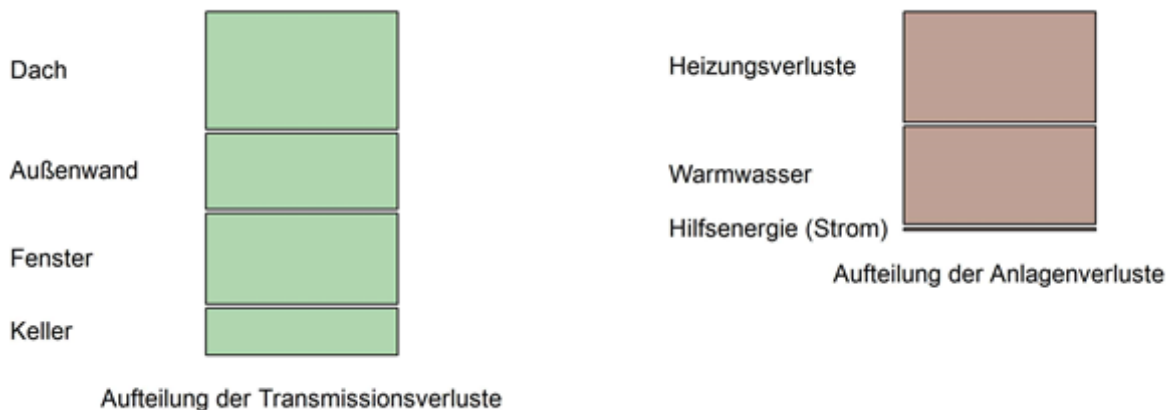 Dach
Außenwand
Fenster
Keller
Aufteilung der Transmissionsverluste
Heizungsverluste
Warmwasser
Hilfsenergie (Strom)
Aufteilung der Anlagenverluste